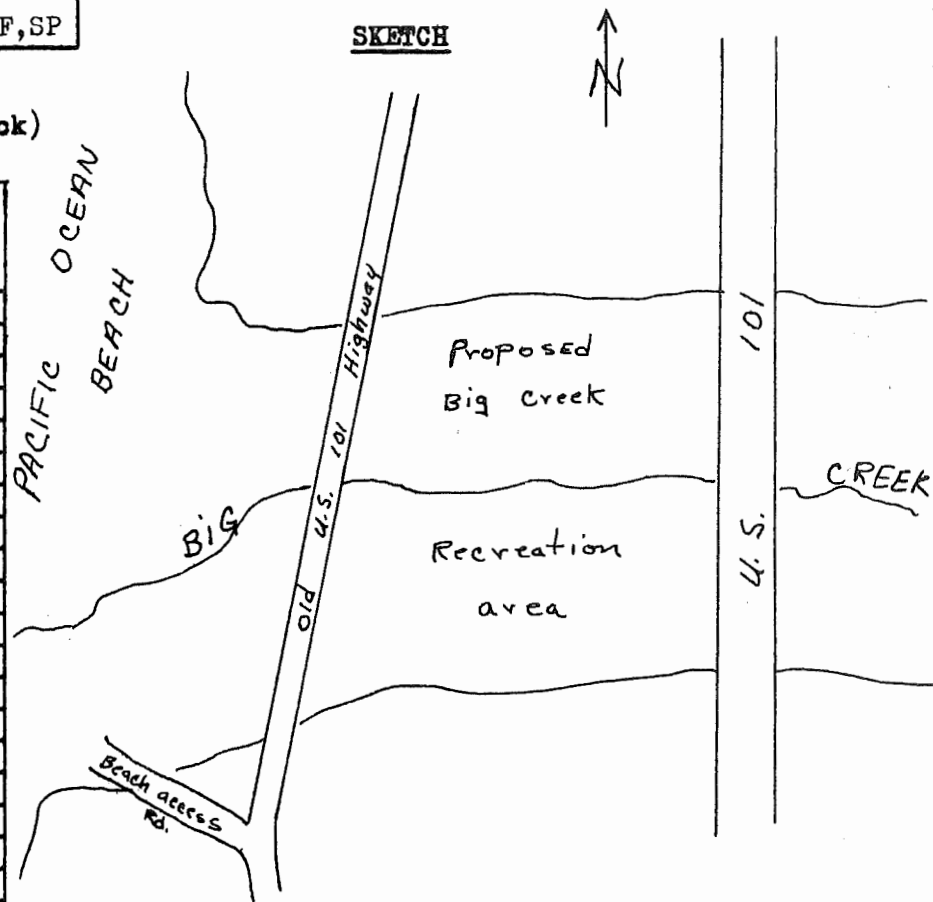 F,SP
SKETCH
N
PACIFIC OCEAN
BEACH
Old U.S. 101 Highway
Proposed
Big Creek
U.S. 101
BIG CREEK
Recreation
area
Beach access
Rd.